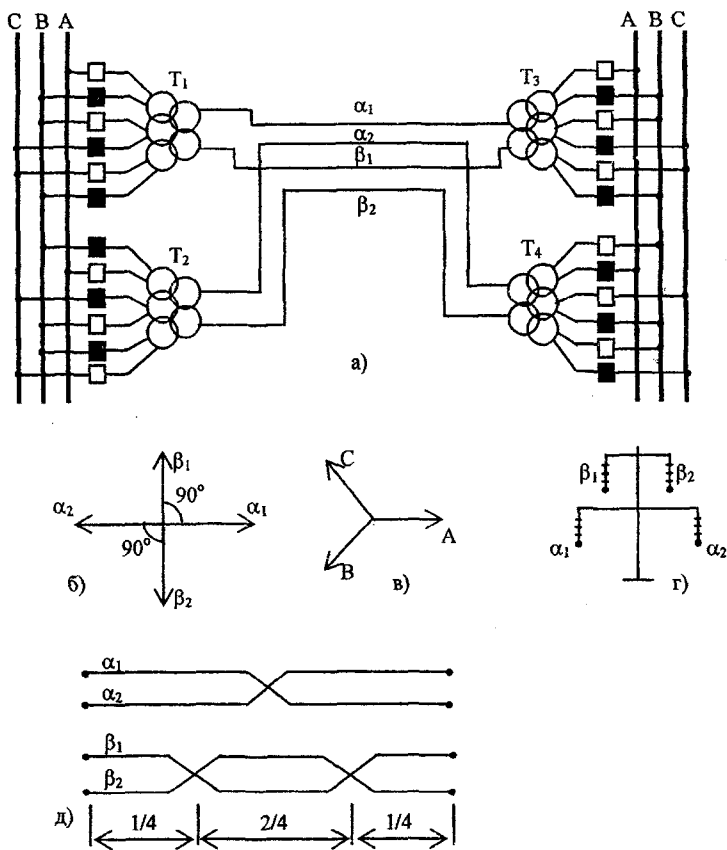 C B A
A B C
T₁
T₃
α₁
α₂
β₁
β₂
T₂
T₄
а)
β₁
90°
α₂
α₁
90°
β₂
б)
C
A
B
в)
β₁
β₂
α₁
α₂
г)
α₁
α₂
β₁
β₂
д)
1/4
2/4
1/4